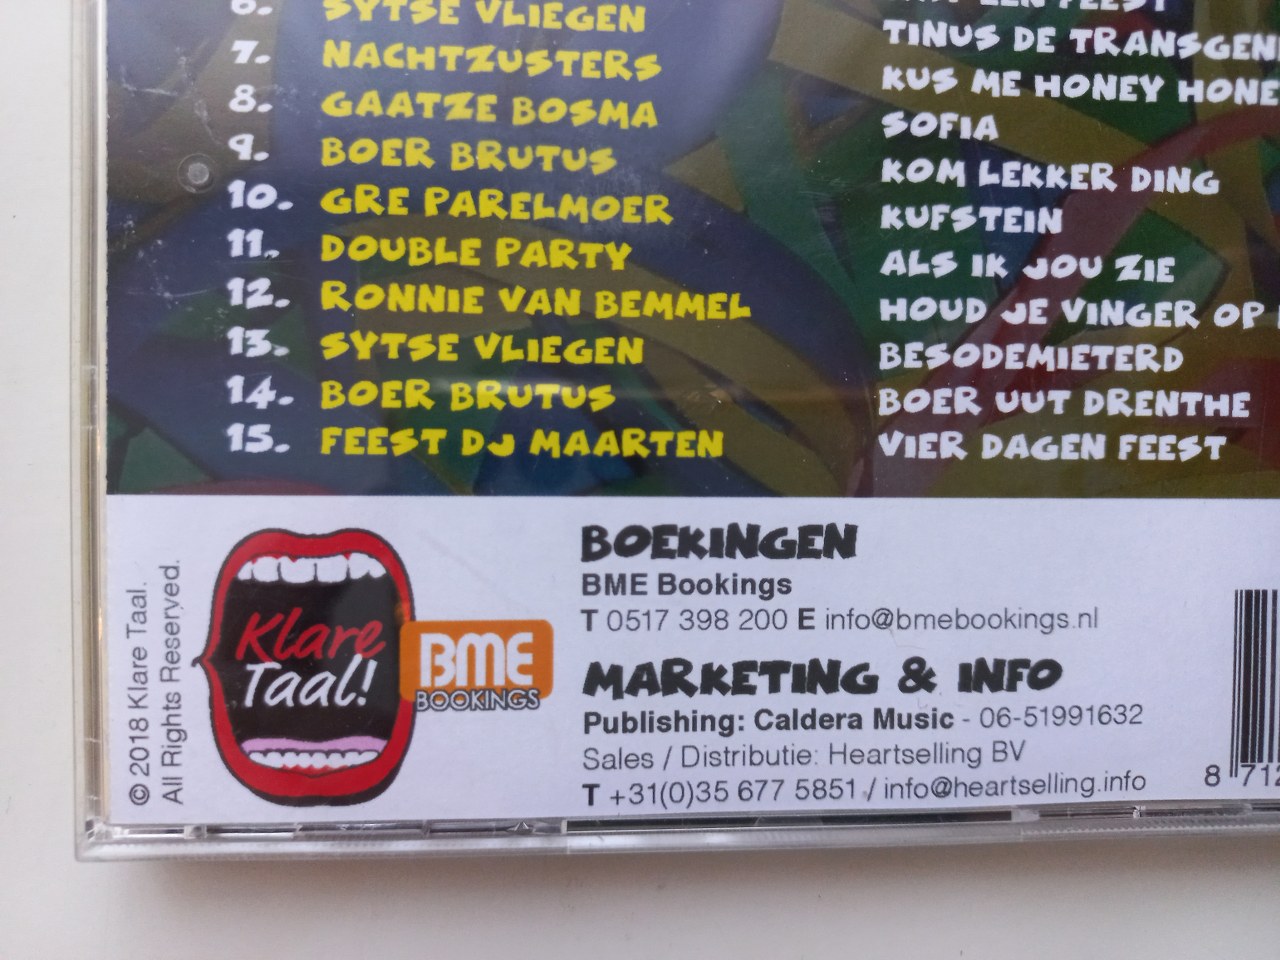 6. SYTSE VLIEGEN EEN FEEST
7. NACHTZUSTERS TINUS DE
8. GAATZE BOSMA KUS ME HONEY
9. BOER BRUTUS SOFIA
10. GRE PARELMOER KOM LEKKER DING
11. DOUBLE PARTY KUFSTEIN
12. RONNIE VAN BEMMEL ALS IK JOU ZIE
13. SYTSE VLIEGEN HOUD JE VINGER OP
14. BOER BRUTUS BESODEMIETERD
15. FEEST DJ MAARTEN BOER UUT DRENTHE
VIER DAGEN FEEST
© 2018 Klare Taal.
All Rights Reserved.
Klare
Taal!
BME
BOOKINGS
BOEKINGEN
BME Bookings
T 0517 398 200 E info@bmebookings.nl
MARKETING & INFO
Publishing: Caldera Music - 06-51991632
Sales / Distributie: Heartselling BV
T +31(0)35 677 5851 / info@heartselling.info
8 712